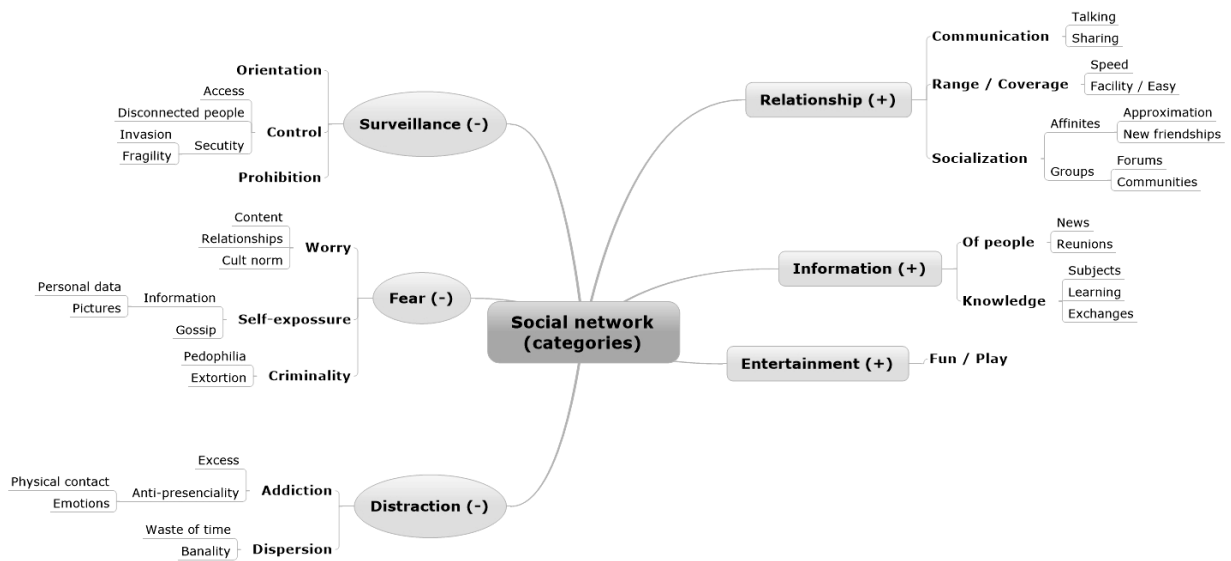 Social network
(categories)
Surveillance (-)
Orientation
Control
Access
Disconnected people
Secutity
Invasion
Fragility
Prohibition
Fear (-)
Worry
Content
Relationships
Cult norm
Self-expossure
Information
Personal data
Pictures
Gossip
Criminality
Pedophilia
Extortion
Distraction (-)
Addiction
Excess
Anti-presenciality
Physical contact
Emotions
Dispersion
Waste of time
Banality
Relationship (+)
Communication
Talking
Sharing
Range / Coverage
Speed
Facility / Easy
Socialization
Affinites
Approximation
New friendships
Groups
Forums
Communities
Information (+)
Of people
News
Reunions
Knowledge
Subjects
Learning
Exchanges
Entertainment (+)
Fun / Play